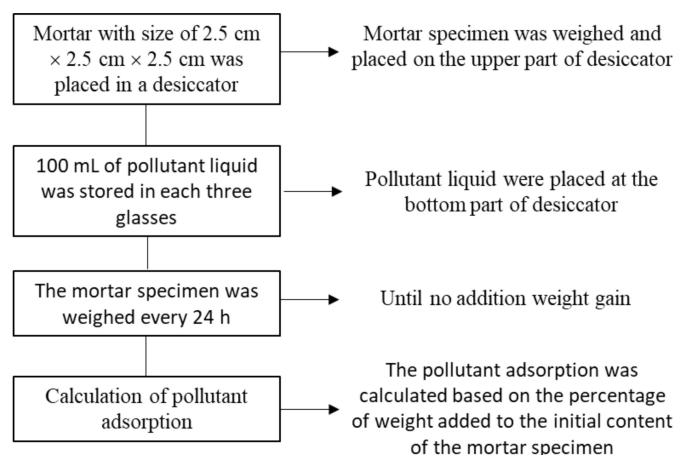 Mortar with size of 2.5 cm
× 2.5 cm × 2.5 cm was
placed in a desiccator
Mortar specimen was weighed and
placed on the upper part of desiccator
100 mL of pollutant liquid
was stored in each three
glasses
Pollutant liquid were placed at the
bottom part of desiccator
The mortar specimen was
weighed every 24 h
Until no addition weight gain
Calculation of pollutant
adsorption
The pollutant adsorption was
calculated based on the percentage
of weight added to the initial content
of the mortar specimen